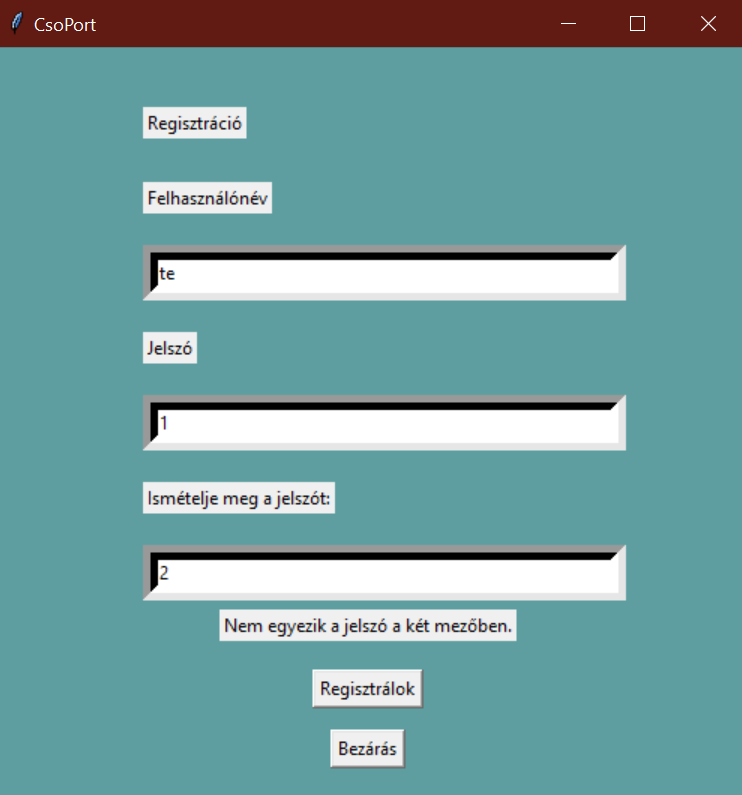 CsoPort
Regisztráció
Felhasználónév
te
Jelszó
1
Ismételje meg a jelszót:
2
Nem egyezik a jelszó a két mezőben.
Regisztrálok
Bezárás